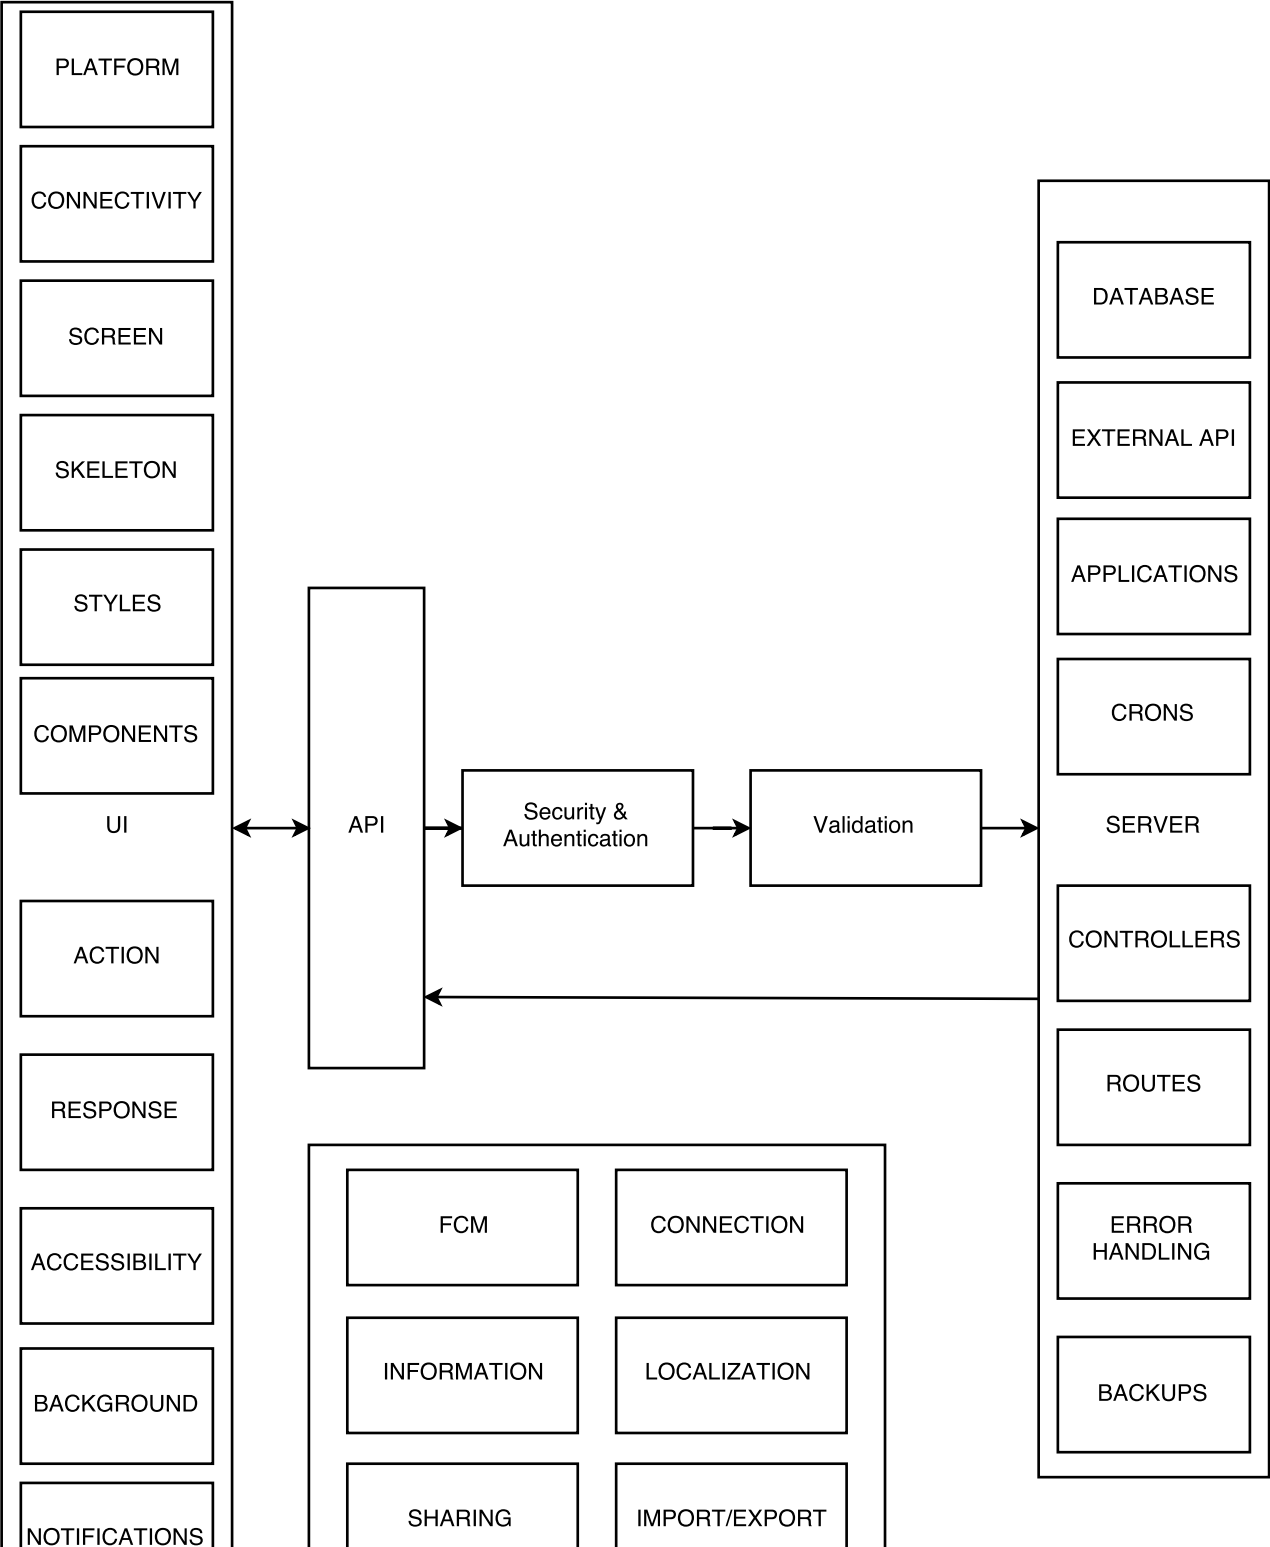 PLATFORM
CONNECTIVITY
SCREEN
SKELETON
STYLES
COMPONENTS
UI
ACTION
RESPONSE
ACCESSIBILITY
BACKGROUND
NOTIFICATIONS
API
Security &
Authentication
Validation
FCM
CONNECTION
INFORMATION
LOCALIZATION
SHARING
IMPORT/EXPORT
DATABASE
EXTERNAL API
APPLICATIONS
CRONS
SERVER
CONTROLLERS
ROUTES
ERROR
HANDLING
BACKUPS